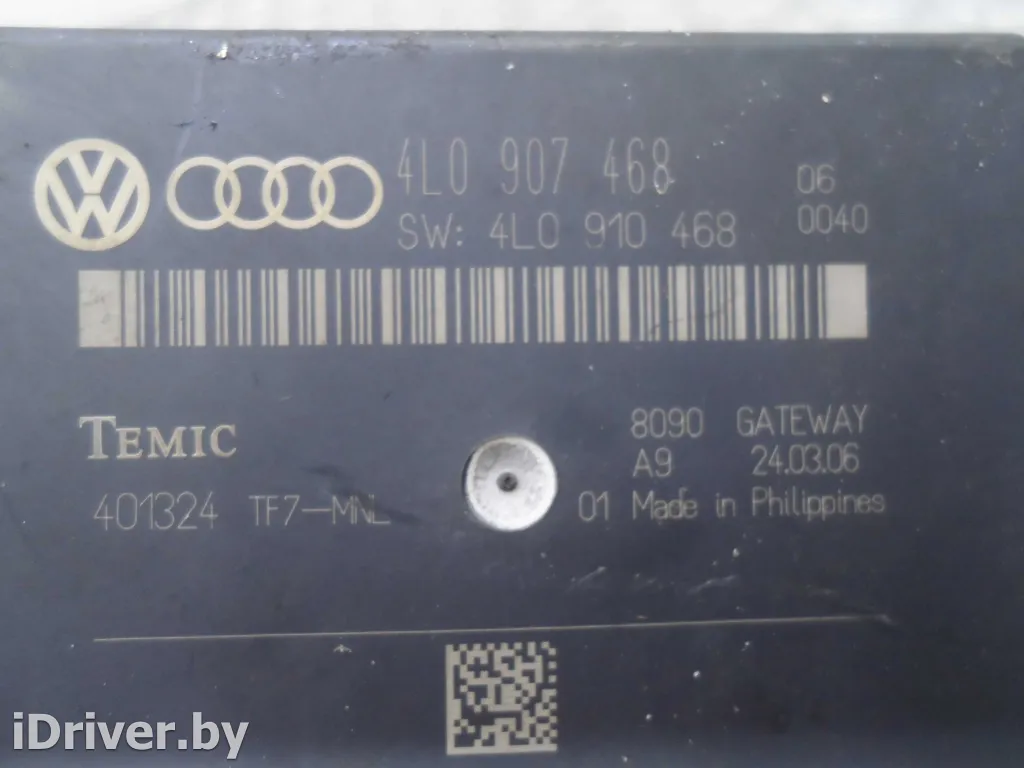 4L0 907 468 06
SW: 4L0 910 468 0040
TEMIC 8090 GATEWAY
A9 24.03.06
401324 TF7-MNL 01 Made in Philippines
iDriver.by